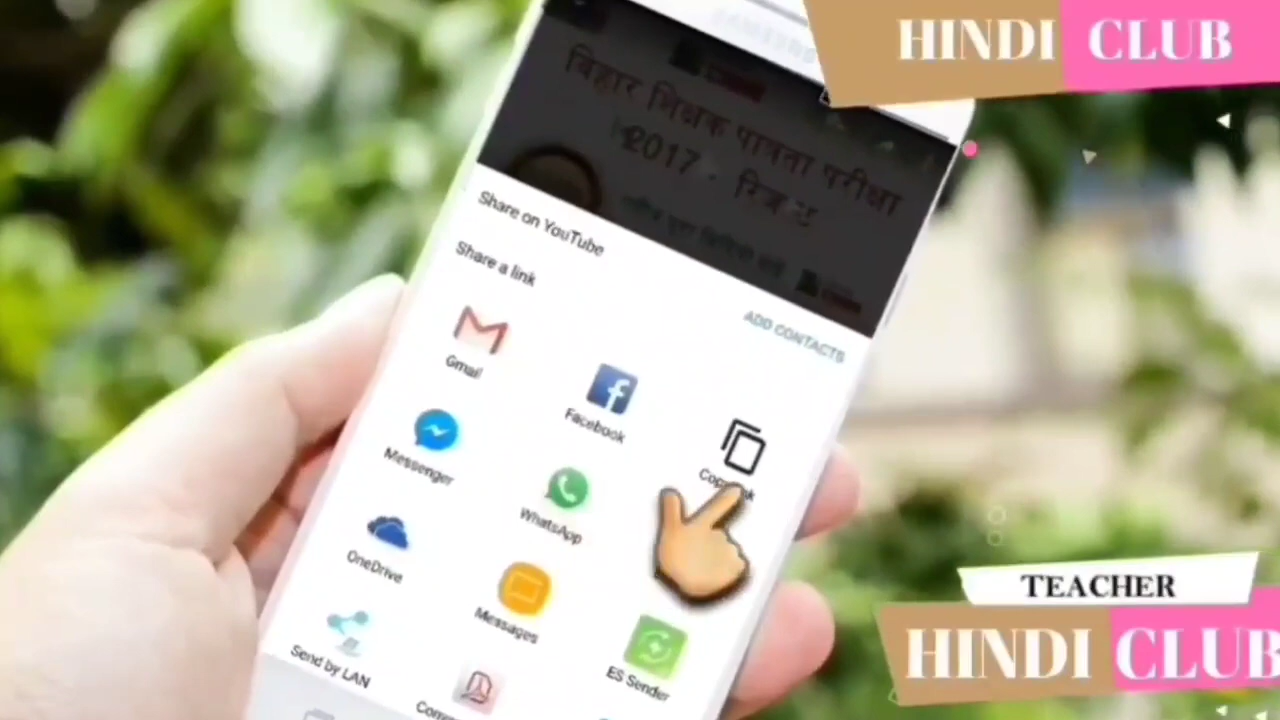 HINDI CLUB
बिहार शिक्षक पात्रता परीक्षा
2017
Share on YouTube
Share a link
ADD CONTACTS
Gmail
Facebook
Messenger
WhatsApp
OneDrive
Messages
TEACHER
HINDI CLUB
ES Sender
Send by LAN